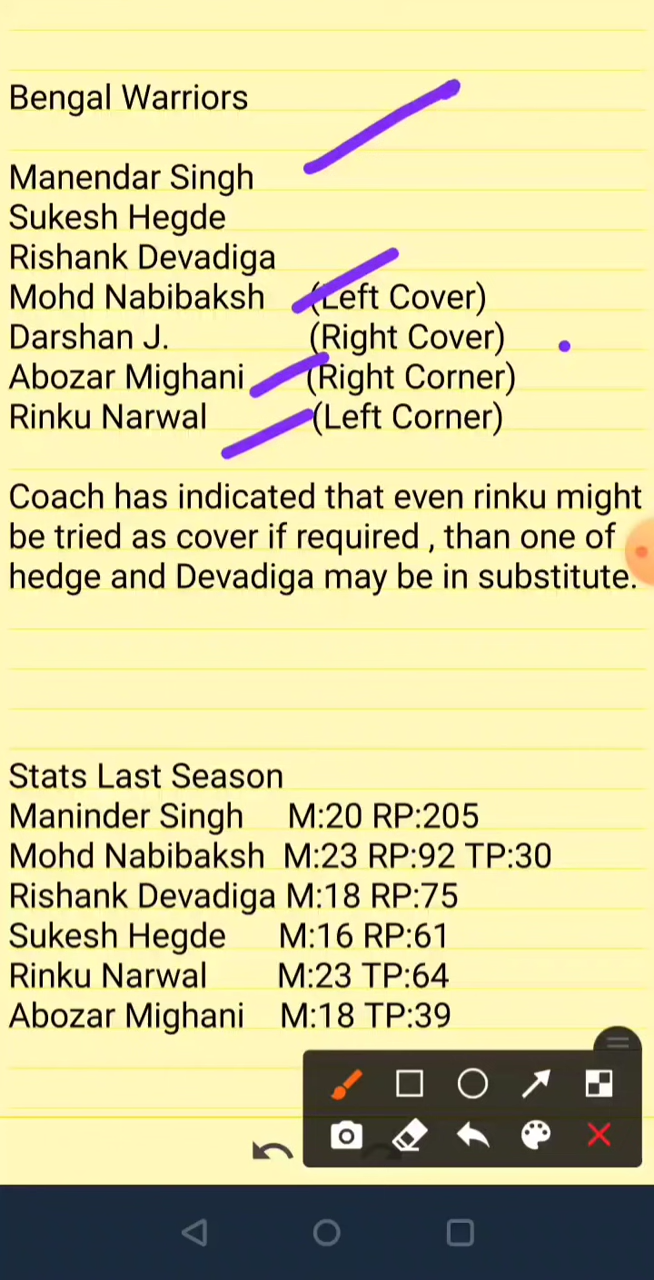 Bengal Warriors
Manendar Singh
Sukesh Hegde
Rishank Devadiga
Mohd Nabibaksh (Left Cover)
Darshan J. (Right Cover)
Abozar Mighani (Right Corner)
Rinku Narwal (Left Corner)
Coach has indicated that even rinku might
be tried as cover if required , than one of
hedge and Devadiga may be in substitute.
Stats Last Season
Maninder Singh M:20 RP:205
Mohd Nabibaksh M:23 RP:92 TP:30
Rishank Devadiga M:18 RP:75
Sukesh Hegde M:16 RP:61
Rinku Narwal M:23 TP:64
Abozar Mighani M:18 TP:39